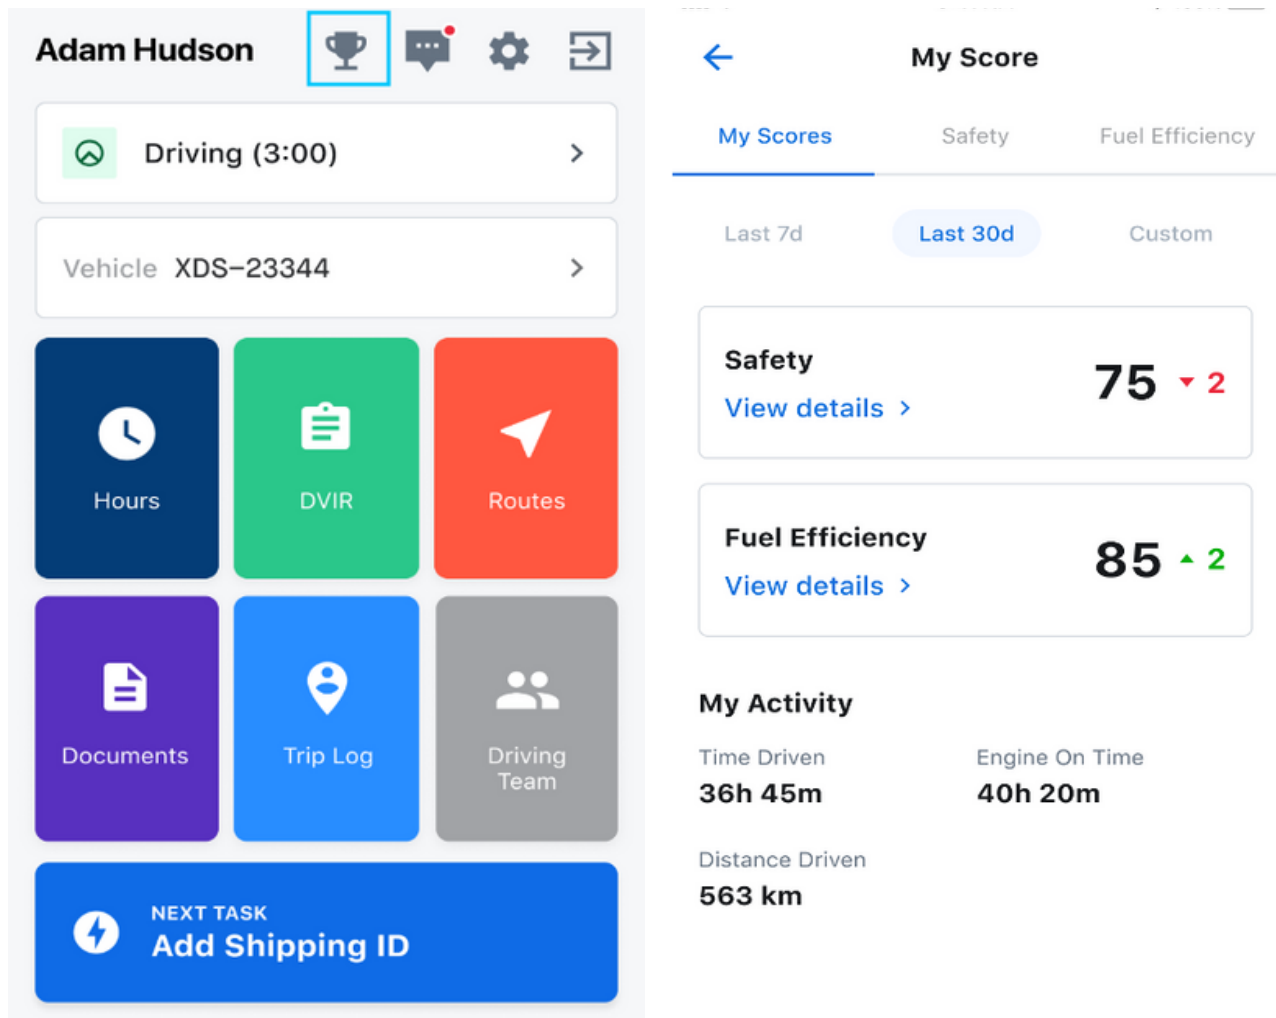 Adam Hudson
Driving (3:00)
Vehicle XDS-23344
Hours
DVIR
Routes
Documents
Trip Log
Driving
Team
NEXT TASK
Add Shipping ID
My Score
My Scores
Safety
Fuel Efficiency
Last 7d
Last 30d
Custom
Safety
View details
75
2
Fuel Efficiency
View details
85
2
My Activity
Time Driven
Engine On Time
36h 45m
40h 20m
Distance Driven
563 km